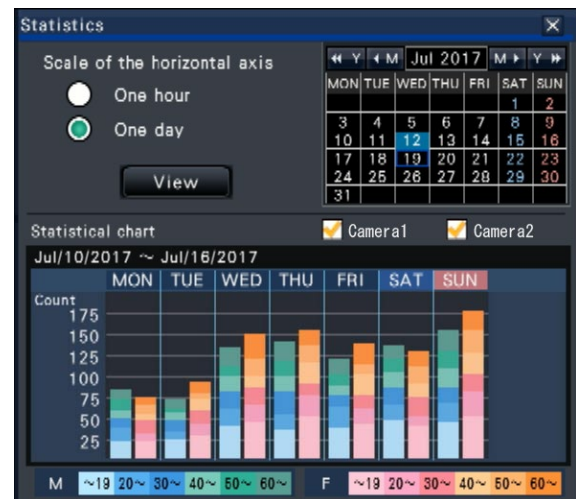 Statistics
Scale of the horizontal axis
One hour
One day
View
Y M Jul 2017 M Y
MON TUE WED THU FRI SAT SUN
1 2
3 4 5 6 7 8 9
10 11 12 13 14 15 16
17 18 19 20 21 22 23
24 25 26 27 28 29 30
31
Statistical chart
Camera1 Camera2
Jul/10/2017 ~ Jul/16/2017
MON TUE WED THU FRI SAT SUN
Count
175
150
125
100
75
50
25
M ~19 20~ 30~ 40~ 50~ 60~ F ~19 20~ 30~ 40~ 50~ 60~